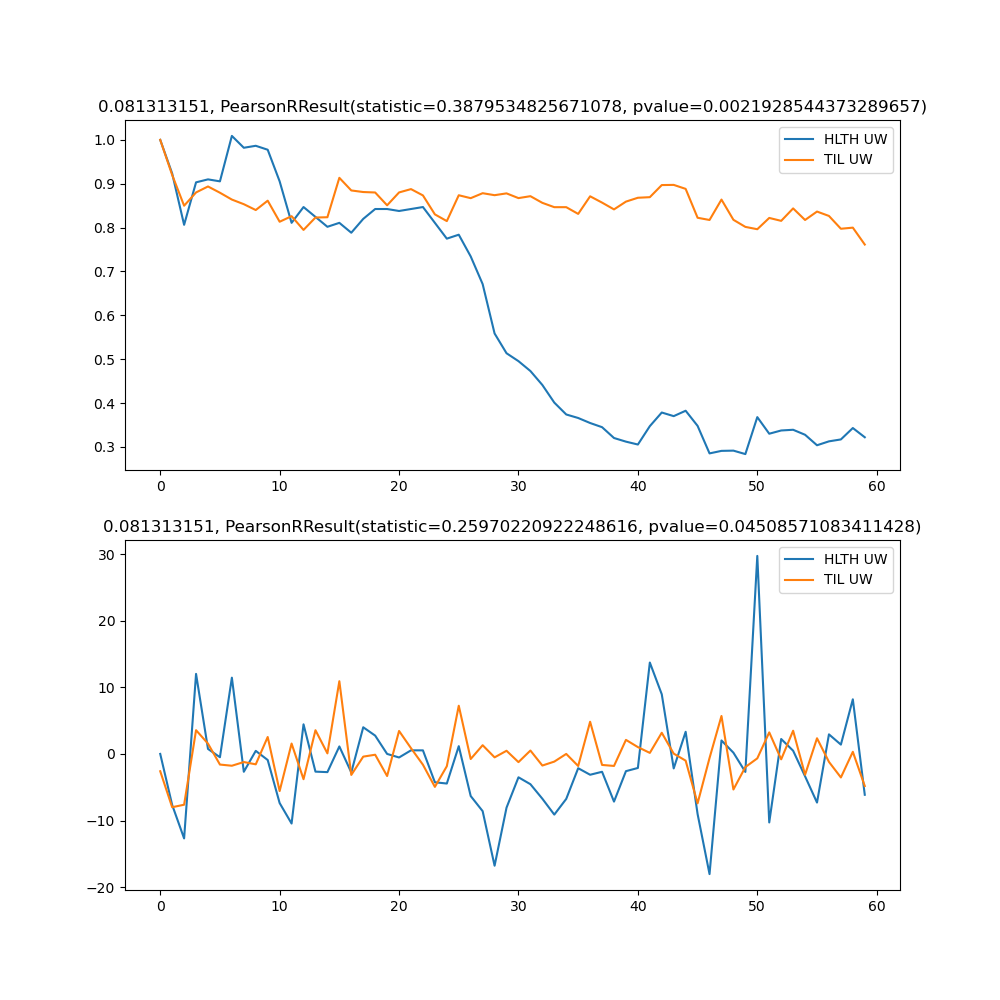 0.081313151, PearsonRResult(statistic=0.3879534825671078, pvalue=0.0021928544373289657)
HLTH UW
TIL UW
1.0
0.9
0.8
0.7
0.6
0.5
0.4
0.3
0 10 20 30 40 50 60
0.081313151, PearsonRResult(statistic=0.25970220922248616, pvalue=0.04508571083411428)
HLTH UW
TIL UW
30
20
10
0
−10
−20
0 10 20 30 40 50 60